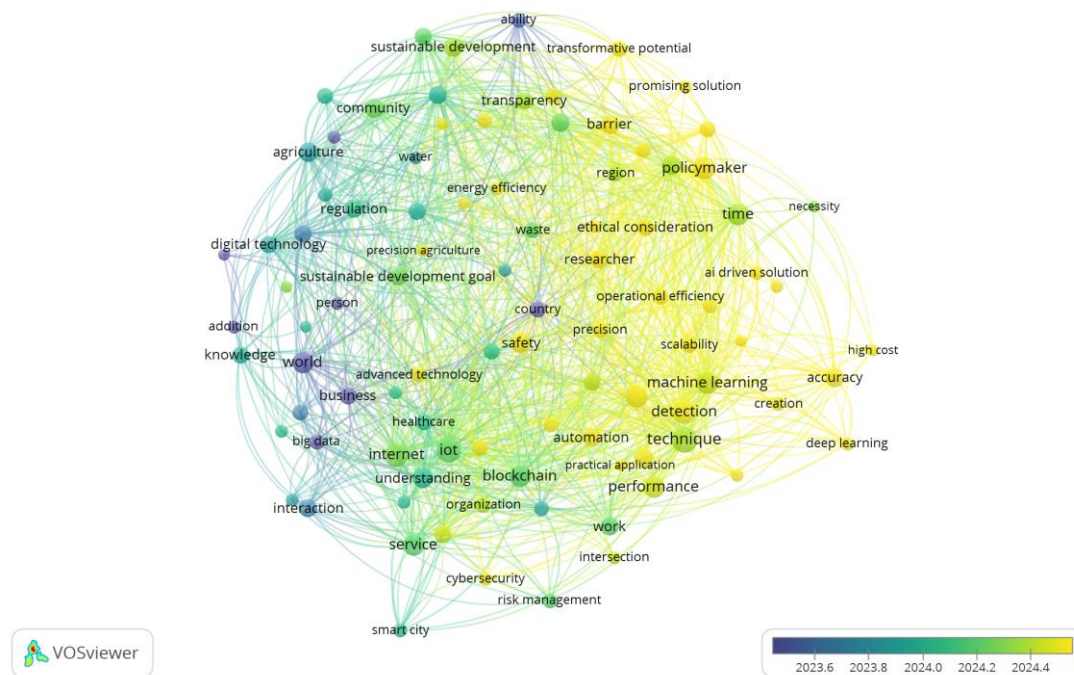 ability
sustainable development
transformative potential
promising solution
community
transparency
barrier
agriculture
water
region
policymaker
energy efficiency
necessity
regulation
time
waste
ethical consideration
digital technology
precision agriculture
researcher
sustainable development goal
ai driven solution
person
operational efficiency
country
addition
precision
knowledge
safety
scalability
high cost
world
advanced technology
machine learning
accuracy
business
creation
detection
healthcare
big data
automation
technique
deep learning
internet
iot
practical application
understanding
blockchain
performance
interaction
organization
work
service
intersection
cybersecurity
risk management
smart city
VOSviewer
2023.6 2023.8 2024.0 2024.2 2024.4